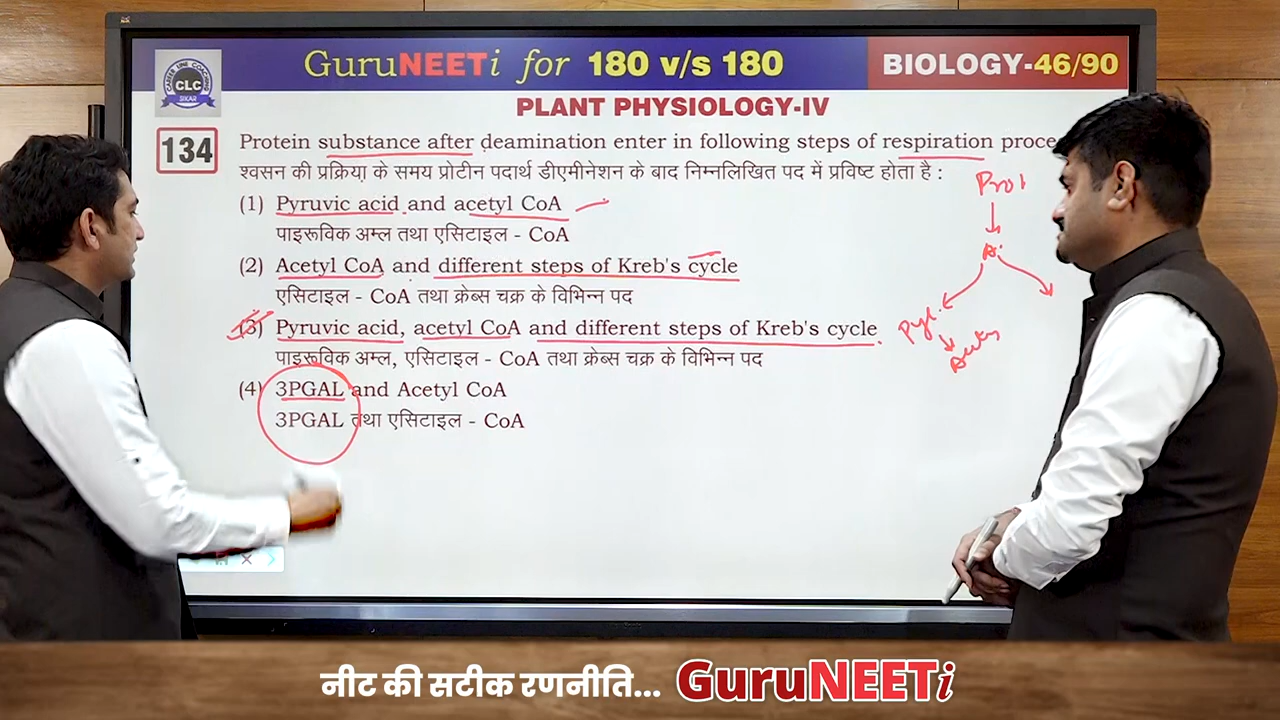 GuruNEETi for 180 v/s 180
BIOLOGY-46/90
CAREER LINE COACHING
CLC
SIKAR
PLANT PHYSIOLOGY-IV
134
Protein substance after deamination enter in following steps of respiration proce
श्वसन की प्रक्रिया के समय प्रोटीन पदार्थ डीएमीनेशन के बाद निम्नलिखित पद में प्रविष्ट होता है :
(1) Pyruvic acid and acetyl CoA
पाइरूविक अम्ल तथा एसिटाइल - CoA
(2) Acetyl CoA and different steps of Kreb's cycle
एसिटाइल - CoA तथा क्रेब्स चक्र के विभिन्न पद
(3) Pyruvic acid, acetyl CoA and different steps of Kreb's cycle
पाइरूविक अम्ल, एसिटाइल - CoA तथा क्रेब्स चक्र के विभिन्न पद
(4) 3PGAL and Acetyl CoA
3PGAL तथा एसिटाइल - CoA
नीट की सटीक रणनीति... GuruNEETi